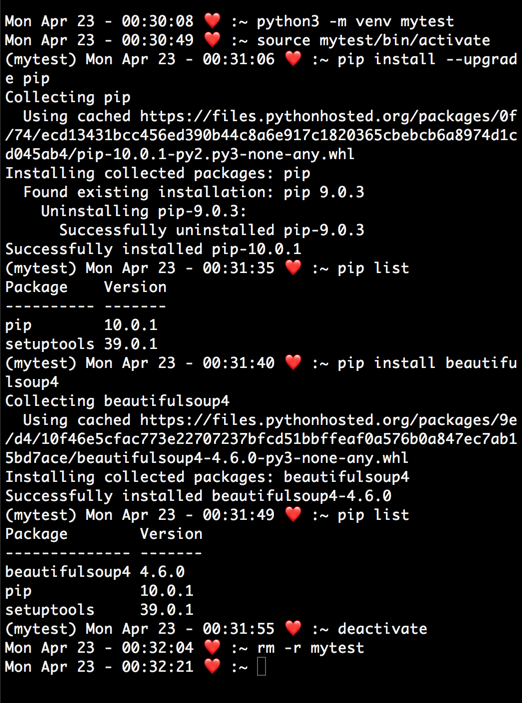 Mon Apr 23 - 00:30:08 ❤️ :~ python3 -m venv mytest
Mon Apr 23 - 00:30:49 ❤️ :~ source mytest/bin/activate
(mytest) Mon Apr 23 - 00:31:06 ❤️ :~ pip install --upgrad
e pip
Collecting pip
  Using cached https://files.pythonhosted.org/packages/0f
/74/ecd13431bcc456ed390b44c8a6e917c1820365cbebcb6a8974d1c
d045ab4/pip-10.0.1-py2.py3-none-any.whl
Installing collected packages: pip
  Found existing installation: pip 9.0.3
    Uninstalling pip-9.0.3:
      Successfully uninstalled pip-9.0.3
Successfully installed pip-10.0.1
(mytest) Mon Apr 23 - 00:31:35 ❤️ :~ pip list
Package    Version
---------- -------
pip        10.0.1
setuptools 39.0.1
(mytest) Mon Apr 23 - 00:31:40 ❤️ :~ pip install beautifu
lsoup4
Collecting beautifulsoup4
  Using cached https://files.pythonhosted.org/packages/9e
/d4/10f46e5cfac773e22707237bfcd51bbffeaf0a576b0a847ec7ab1
5bd7ace/beautifulsoup4-4.6.0-py3-none-any.whl
Installing collected packages: beautifulsoup4
Successfully installed beautifulsoup4-4.6.0
(mytest) Mon Apr 23 - 00:31:49 ❤️ :~ pip list
Package        Version
-------------- -------
beautifulsoup4 4.6.0
pip            10.0.1
setuptools     39.0.1
(mytest) Mon Apr 23 - 00:31:55 ❤️ :~ deactivate
Mon Apr 23 - 00:32:04 ❤️ :~ rm -r mytest
Mon Apr 23 - 00:32:21 ❤️ :~